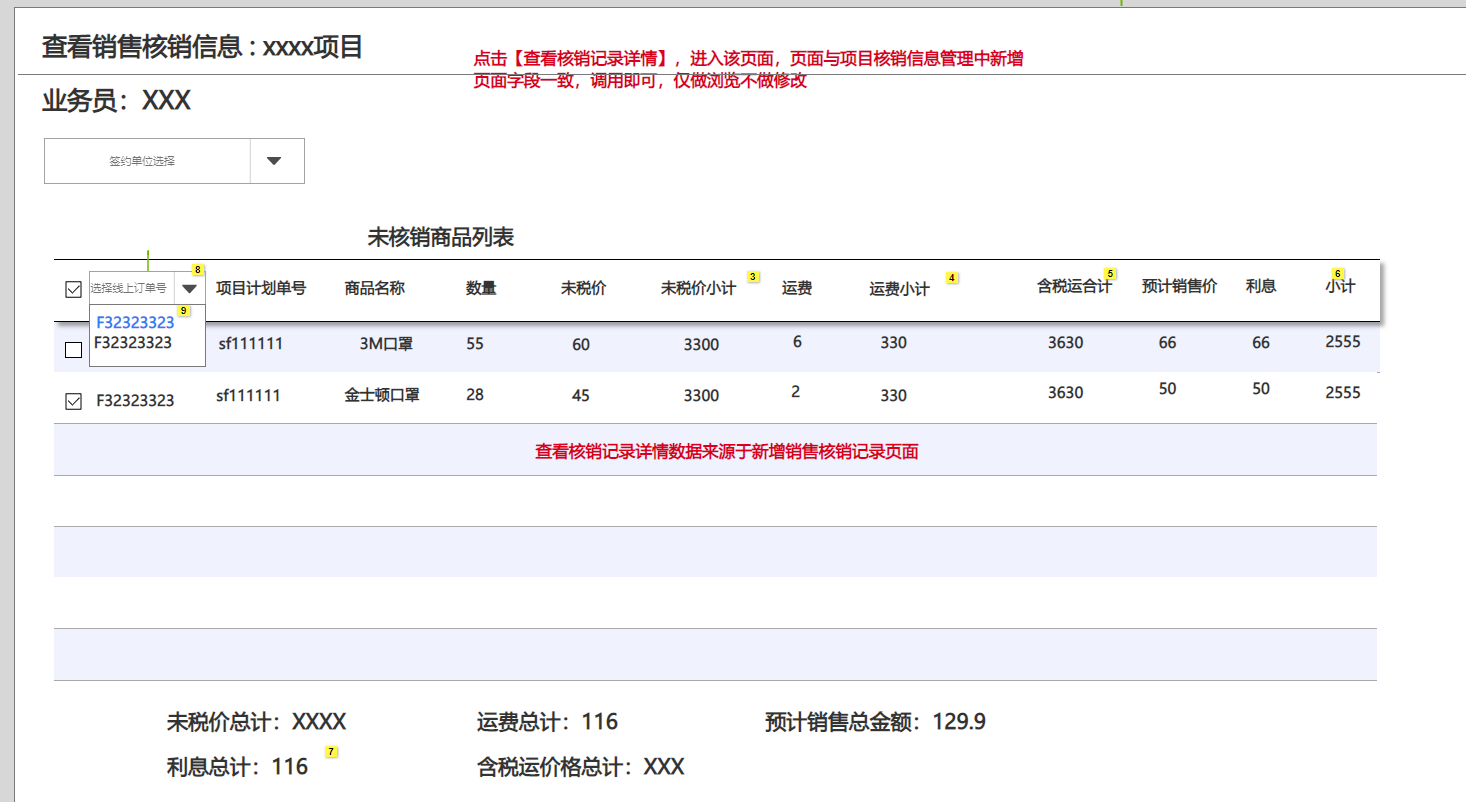 查看销售核销信息 : xxxx项目
点击【查看核销记录详情】，进入该页面，页面与项目核销信息管理中新增
页面字段一致，调用即可，仅做浏览不做修改
业务员：XXX
签约单位选择
未核销商品列表
选择线上订单号 8 项目计划单号 商品名称 数量 未税价 未税价小计 3 运费 运费小计 4 含税运合计 5 预计销售价 利息 小计 6
F32323323 9
F32323323 sf111111 3M口罩 55 60 3300 6 330 3630 66 66 2555
F32323323 sf111111 金士顿口罩 28 45 3300 2 330 3630 50 50 2555
查看核销记录详情数据来源于新增销售核销记录页面
未税价总计：XXXX 运费总计：116 预计销售总金额：129.9
利息总计：116 7 含税运价格总计：XXX